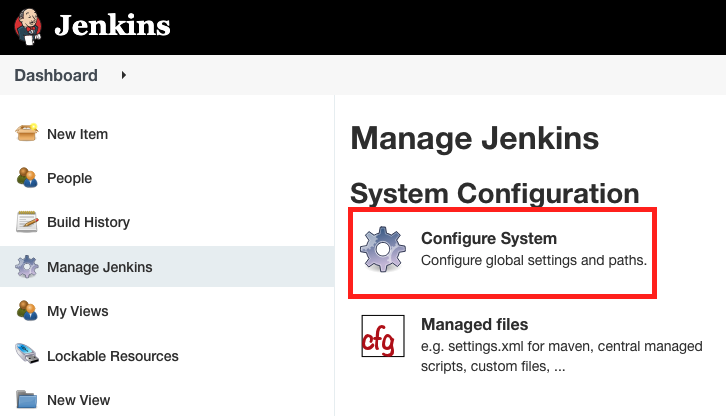 Jenkins
Dashboard
New Item
People
Build History
Manage Jenkins
My Views
Lockable Resources
New View
Manage Jenkins
System Configuration
Configure System
Configure global settings and paths.
cfg
Managed files
e.g. settings.xml for maven, central managed
scripts, custom files, ...